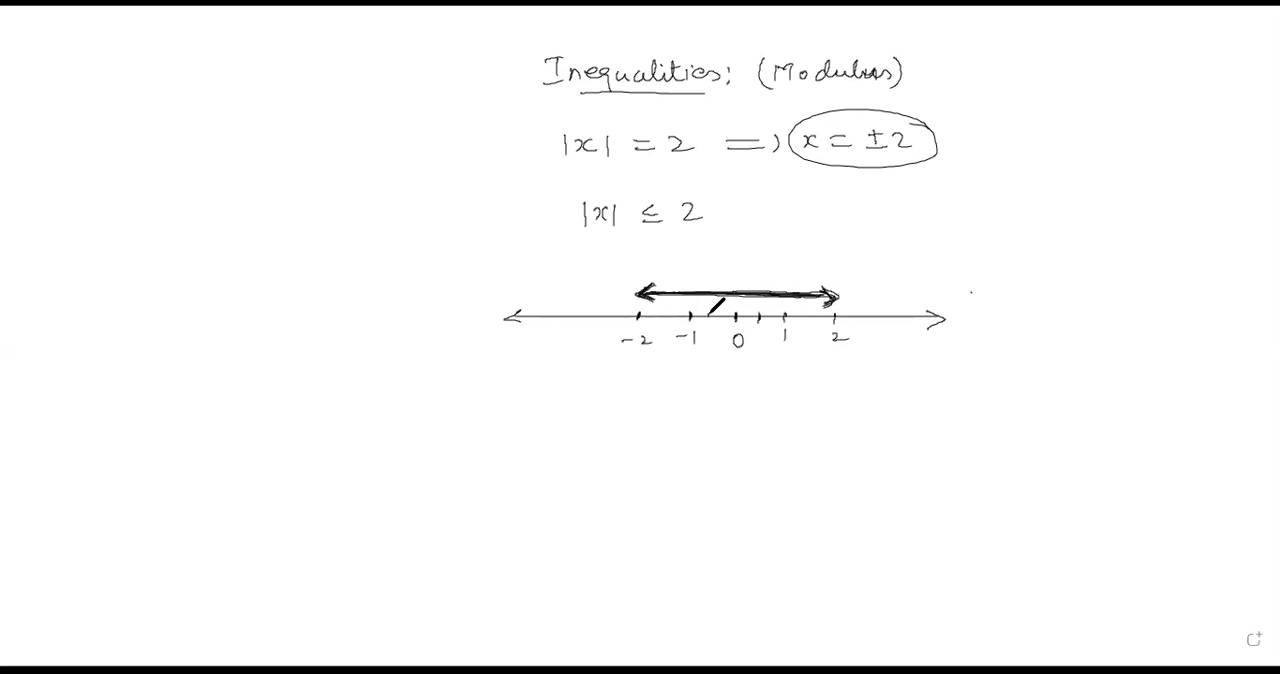 Inequalities: (Modulus)
|x| = 2 ⇒ x = ±2
|x| ≤ 2
-2 -1 0 1 2